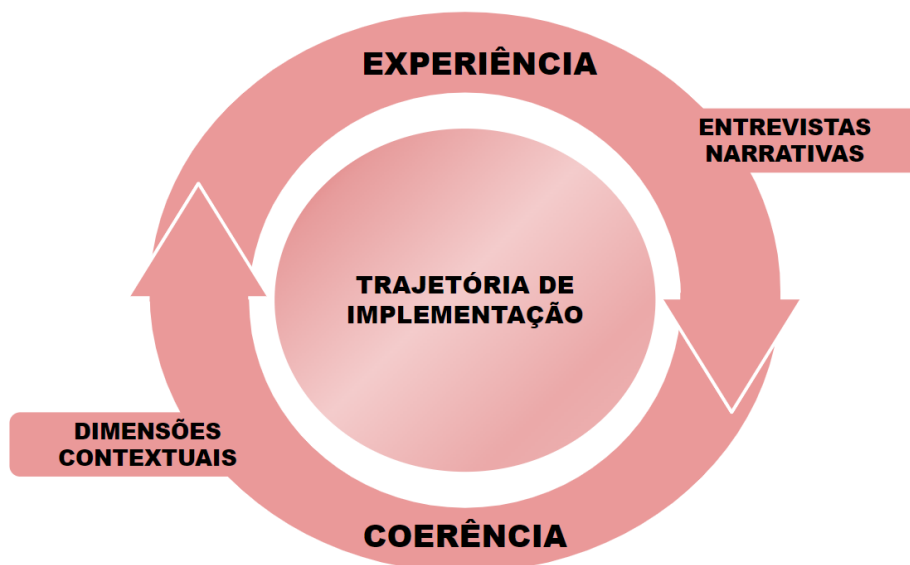 EXPERIÊNCIA
ENTREVISTAS
NARRATIVAS
TRAJETÓRIA DE
IMPLEMENTAÇÃO
DIMENSÕES
CONTEXTUAIS
COERÊNCIA